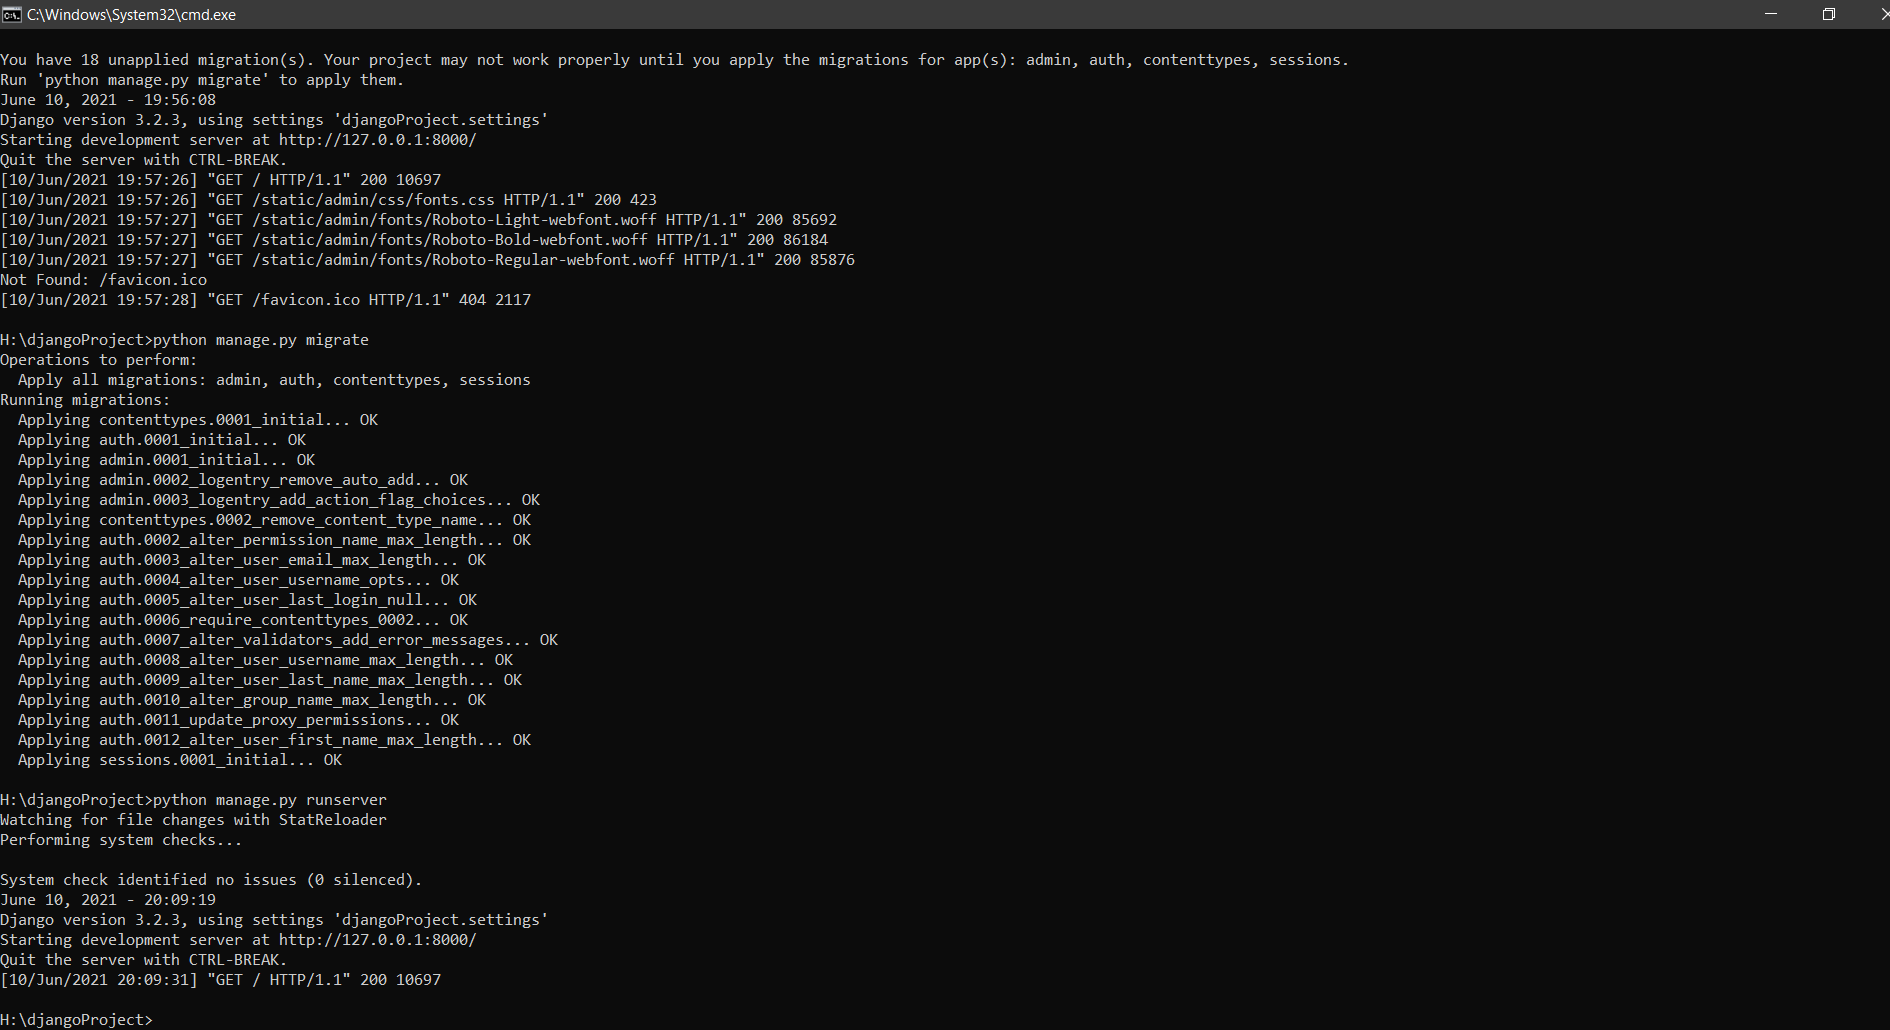 C:\Windows\System32\cmd.exe
You have 18 unapplied migration(s). Your project may not work properly until you apply the migrations for app(s): admin, auth, contenttypes, sessions.
Run 'python manage.py migrate' to apply them.
June 10, 2021 - 19:56:08
Django version 3.2.3, using settings 'djangoProject.settings'
Starting development server at http://127.0.0.1:8000/
Quit the server with CTRL-BREAK.
[10/Jun/2021 19:57:26] "GET / HTTP/1.1" 200 10697
[10/Jun/2021 19:57:26] "GET /static/admin/css/fonts.css HTTP/1.1" 200 423
[10/Jun/2021 19:57:27] "GET /static/admin/fonts/Roboto-Light-webfont.woff HTTP/1.1" 200 85692
[10/Jun/2021 19:57:27] "GET /static/admin/fonts/Roboto-Bold-webfont.woff HTTP/1.1" 200 86184
[10/Jun/2021 19:57:27] "GET /static/admin/fonts/Roboto-Regular-webfont.woff HTTP/1.1" 200 85876
Not Found: /favicon.ico
[10/Jun/2021 19:57:28] "GET /favicon.ico HTTP/1.1" 404 2117
H:\djangoProject>python manage.py migrate
Operations to perform:
  Apply all migrations: admin, auth, contenttypes, sessions
Running migrations:
  Applying contenttypes.0001_initial... OK
  Applying auth.0001_initial... OK
  Applying admin.0001_initial... OK
  Applying admin.0002_logentry_remove_auto_add... OK
  Applying admin.0003_logentry_add_action_flag_choices... OK
  Applying contenttypes.0002_remove_content_type_name... OK
  Applying auth.0002_alter_permission_name_max_length... OK
  Applying auth.0003_alter_user_email_max_length... OK
  Applying auth.0004_alter_user_username_opts... OK
  Applying auth.0005_alter_user_last_login_null... OK
  Applying auth.0006_require_contenttypes_0002... OK
  Applying auth.0007_alter_validators_add_error_messages... OK
  Applying auth.0008_alter_user_username_max_length... OK
  Applying auth.0009_alter_user_last_name_max_length... OK
  Applying auth.0010_alter_group_name_max_length... OK
  Applying auth.0011_update_proxy_permissions... OK
  Applying auth.0012_alter_user_first_name_max_length... OK
  Applying sessions.0001_initial... OK
H:\djangoProject>python manage.py runserver
Watching for file changes with StatReloader
Performing system checks...
System check identified no issues (0 silenced).
June 10, 2021 - 20:09:19
Django version 3.2.3, using settings 'djangoProject.settings'
Starting development server at http://127.0.0.1:8000/
Quit the server with CTRL-BREAK.
[10/Jun/2021 20:09:31] "GET / HTTP/1.1" 200 10697
H:\djangoProject>